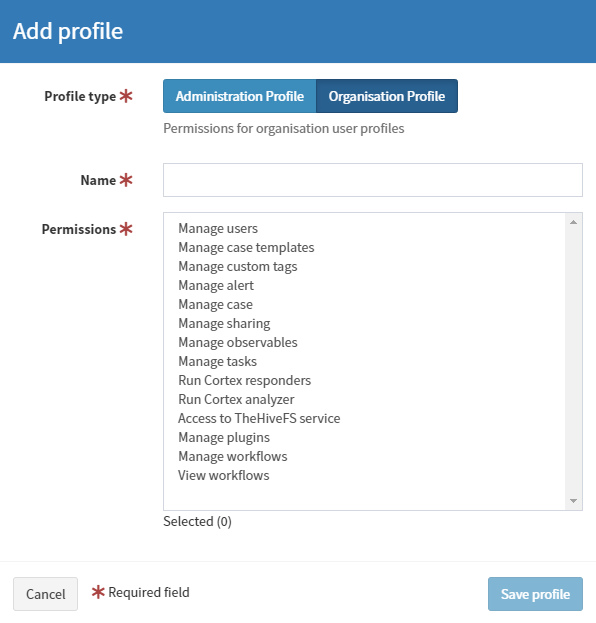 Add profile
Profile type *
Administration Profile
Organisation Profile
Permissions for organisation user profiles
Name *
Permissions *
Manage users
Manage case templates
Manage custom tags
Manage alert
Manage case
Manage sharing
Manage observables
Manage tasks
Run Cortex responders
Run Cortex analyzer
Access to TheHiveFS service
Manage plugins
Manage workflows
View workflows
Selected (0)
Cancel
* Required field
Save profile